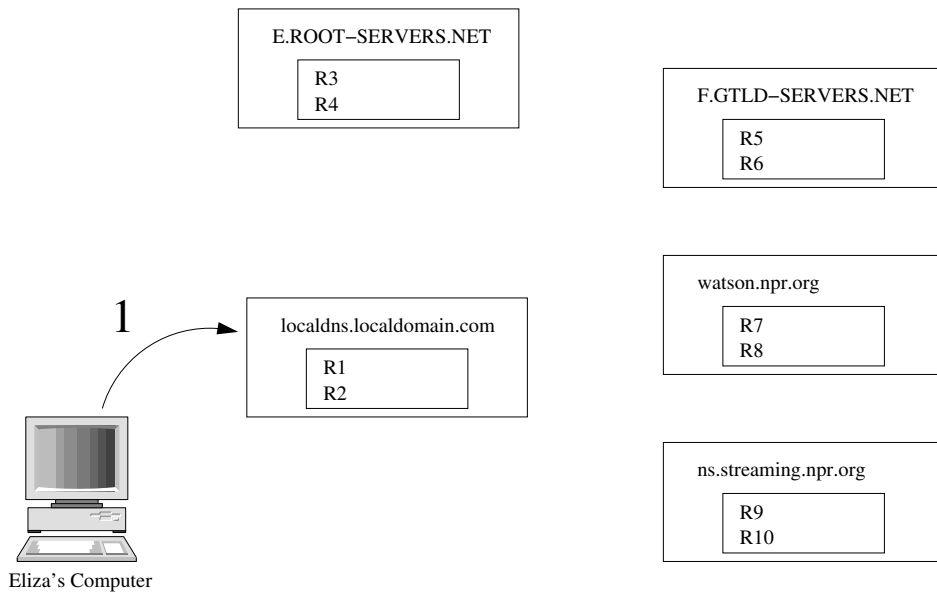 E.ROOT−SERVERS.NET
R3
R4
F.GTLD−SERVERS.NET
R5
R6
watson.npr.org
R7
R8
1
localdns.localdomain.com
R1
R2
ns.streaming.npr.org
R9
R10
Eliza's Computer